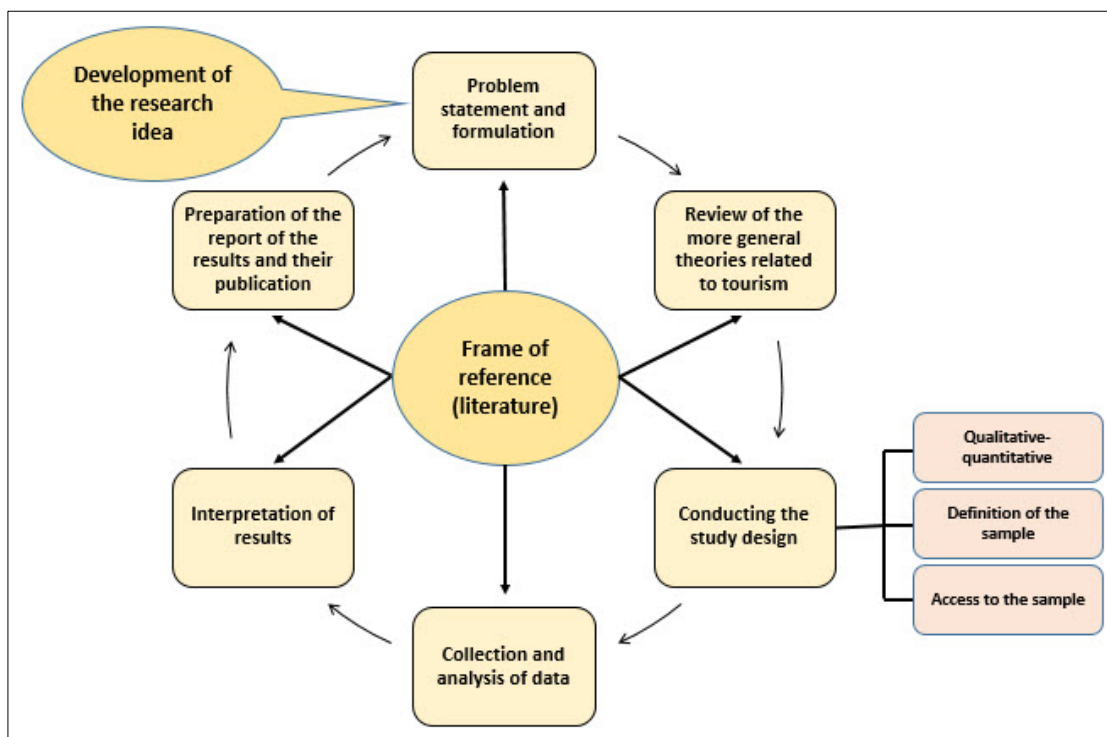 Development of
the research
idea
Problem
statement and
formulation
Review of the
more general
theories related
to tourism
Conducting the
study design
Qualitative-
quantitative
Definition of the
sample
Access to the sample
Collection and
analysis of data
Interpretation of
results
Preparation of the
report of the
results and their
publication
Frame of
reference
(literature)